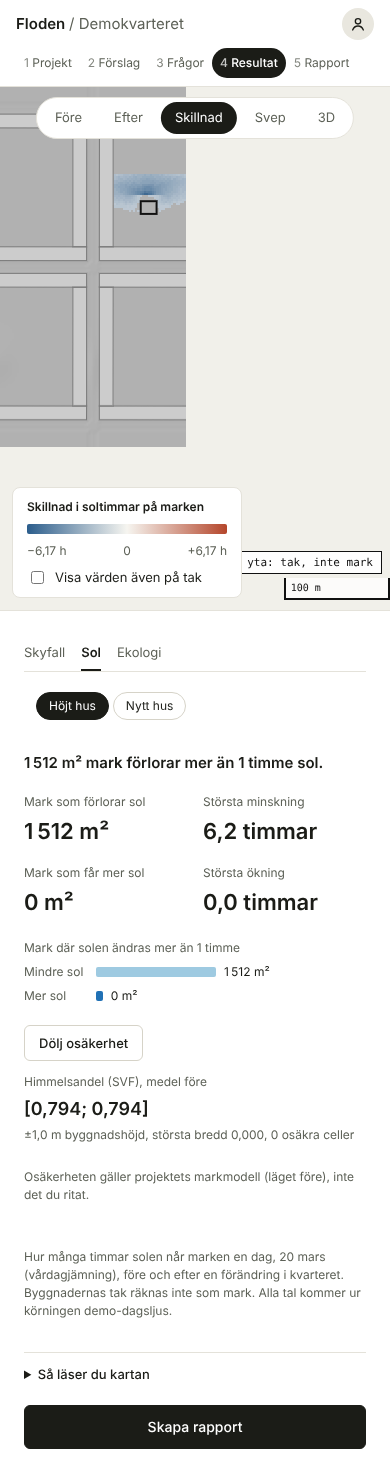 Floden / Demokvarteret
1 Projekt 2 Förslag 3 Frågor 4 Resultat 5 Rapport
Före Efter Skillnad Svep 3D
Skillnad i soltimmar på marken
−6,17 h 0 +6,17 h
Visa värden även på tak
yta: tak, inte mark
100 m
Skyfall Sol Ekologi
Höjt hus Nytt hus
1 512 m² mark förlorar mer än 1 timme sol.
Mark som förlorar sol Största minskning
1 512 m² 6,2 timmar
Mark som får mer sol Största ökning
0 m² 0,0 timmar
Mark där solen ändras mer än 1 timme
Mindre sol 1 512 m²
Mer sol 0 m²
Dölj osäkerhet
Himmelsandel (SVF), medel före
[0,794; 0,794]
±1,0 m byggnadshöjd, största bredd 0,000, 0 osäkra celler
Osäkerheten gäller projektets markmodell (läget före), inte
det du ritat.
Hur många timmar solen når marken en dag, 20 mars
(vårdagjämning), före och efter en förändring i kvarteret.
Byggnadernas tak räknas inte som mark. Alla tal kommer ur
körningen demo-dagsljus.
Så läser du kartan
Skapa rapport